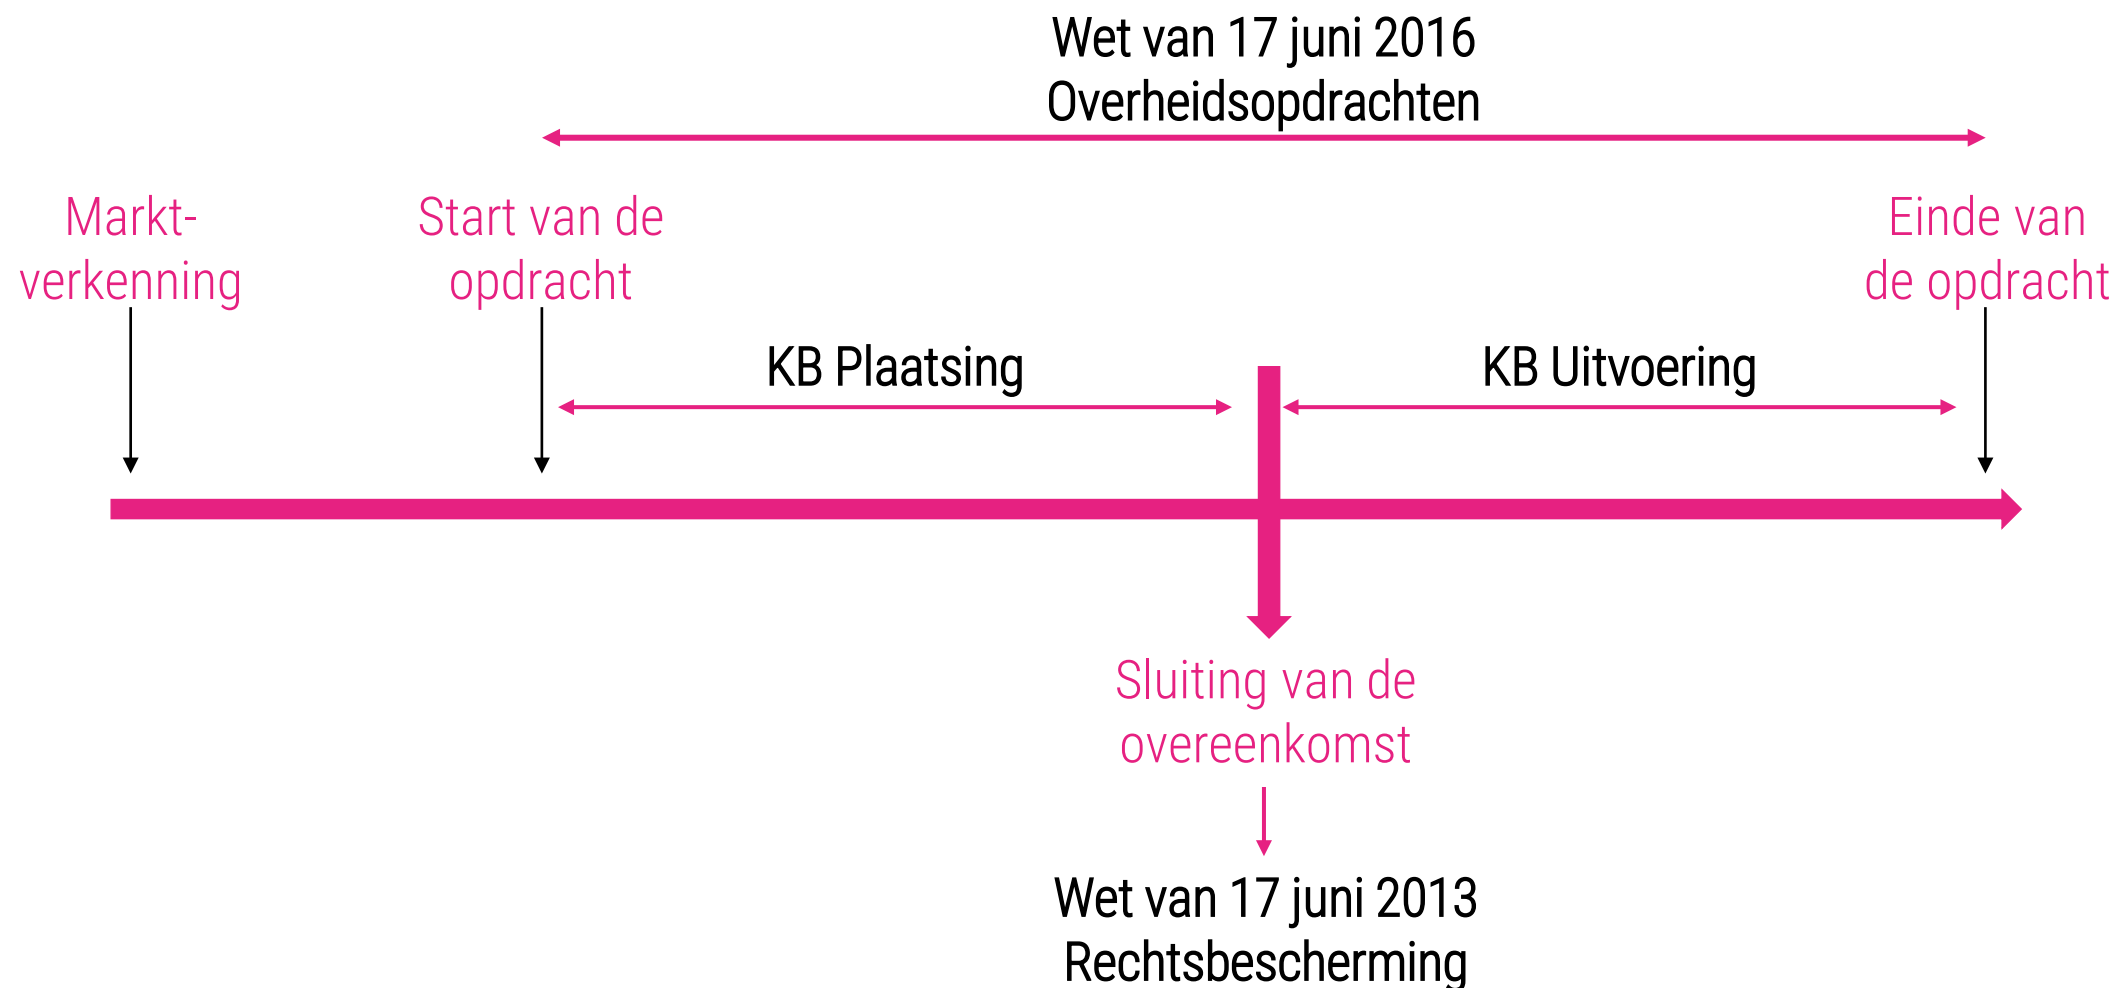 Wet van 17 juni 2016
Overheidsopdrachten
Markt-
verkenning
Start van de
opdracht
Einde van
de opdracht
KB Plaatsing
KB Uitvoering
Sluiting van de
overeenkomst
Wet van 17 juni 2013
Rechtsbescherming